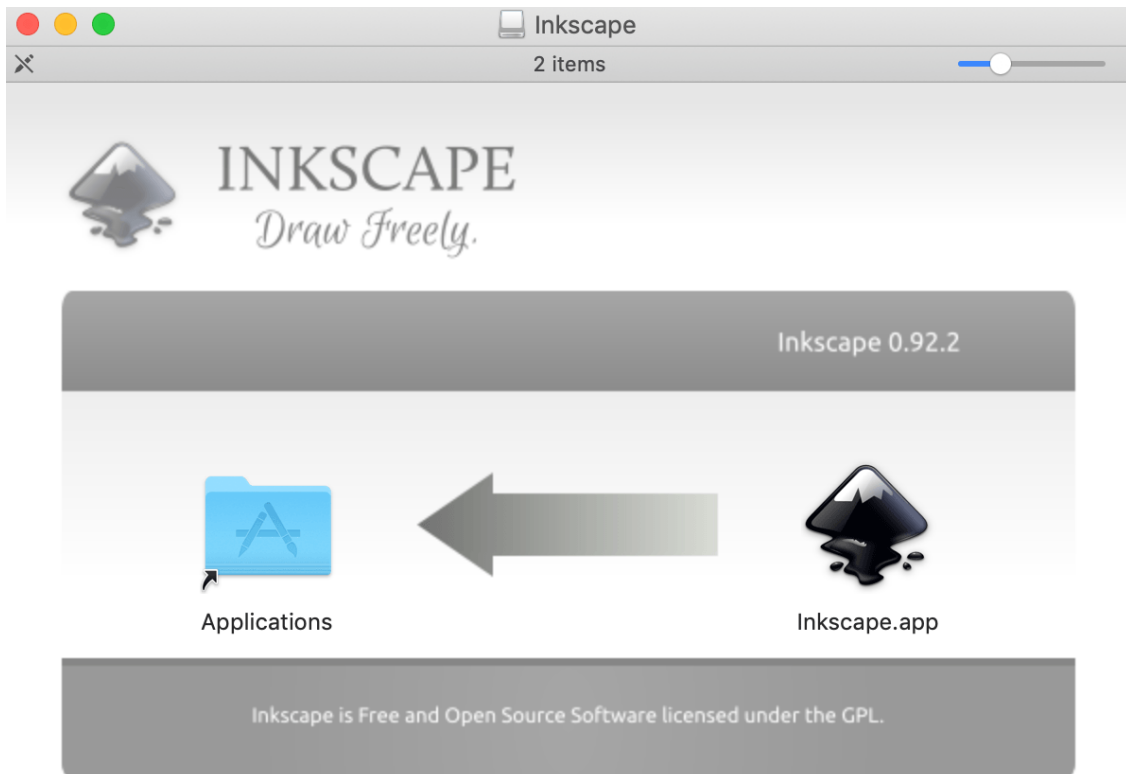 Inkscape
2 items
INKSCAPE
Draw Freely.
Inkscape 0.92.2
Applications
Inkscape.app
Inkscape is Free and Open Source Software licensed under the GPL.